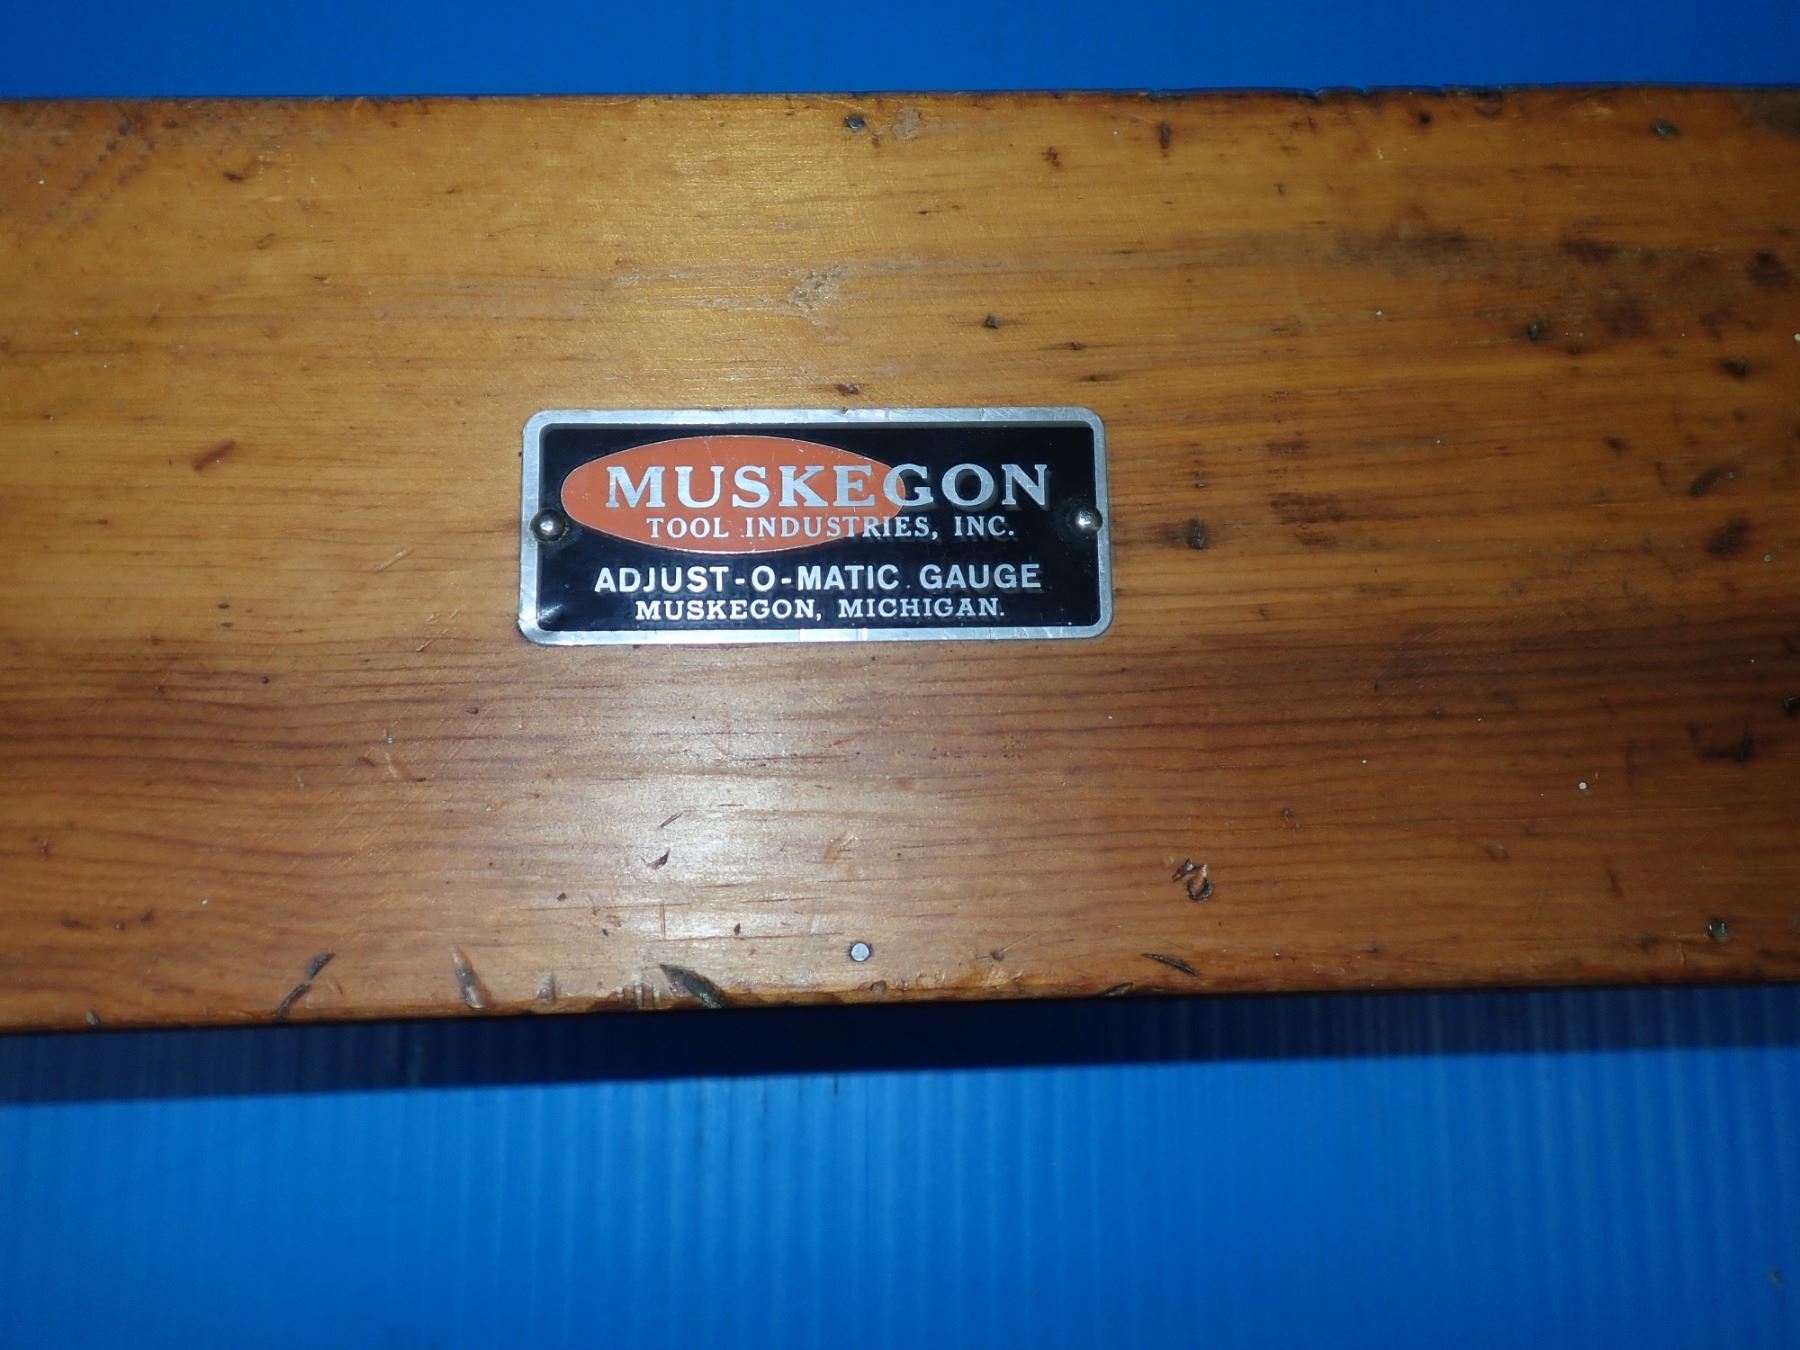 MUSKEGON
TOOL INDUSTRIES, INC.
ADJUST-O-MATIC GAUGE
MUSKEGON, MICHIGAN.